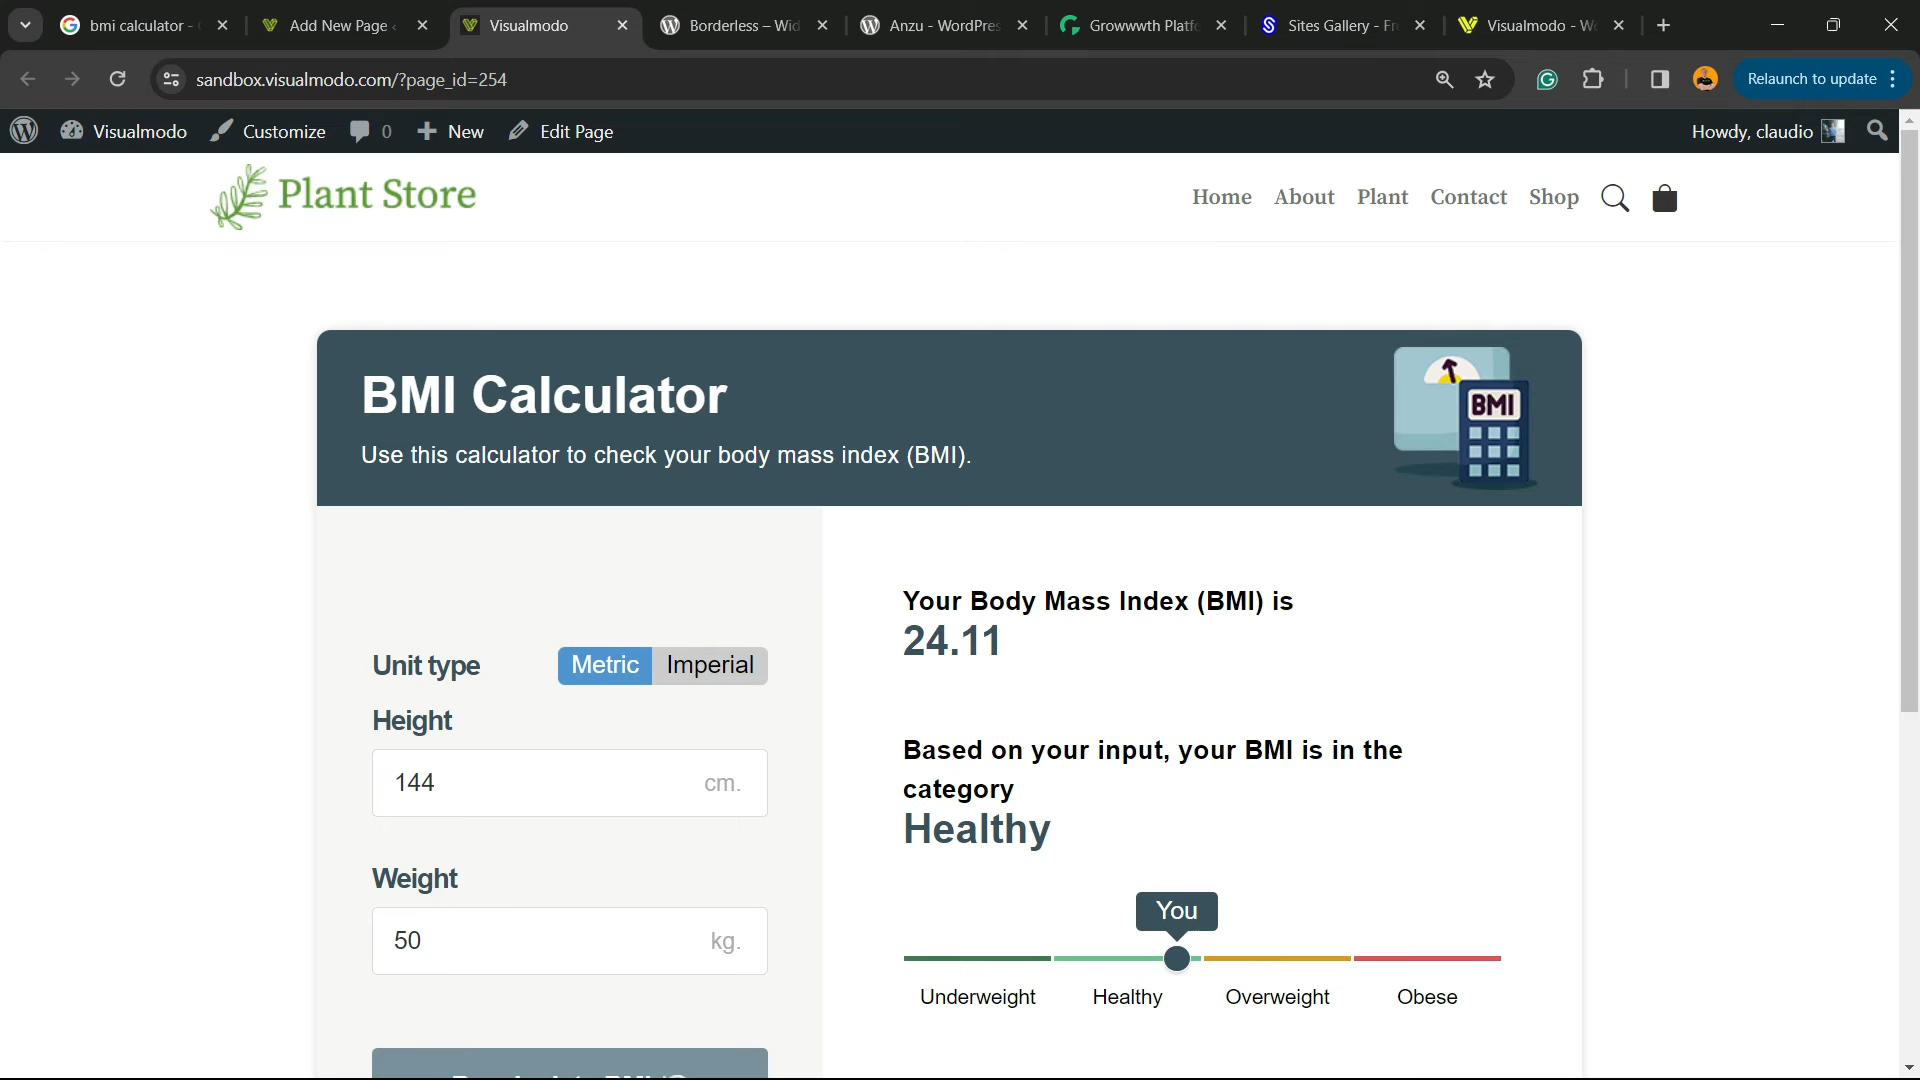 bmi calculator -
Add New Page ‹
Visualmodo
Borderless – Wid
Anzu - WordPres
Growwwth Platfo
Sites Gallery - Fr
Visualmodo - We
sandbox.visualmodo.com/?page_id=254
Relaunch to update
Visualmodo
Customize
0
New
Edit Page
Howdy, claudio
Plant Store
Home
About
Plant
Contact
Shop
BMI Calculator
Use this calculator to check your body mass index (BMI).
BMI
Unit type
Metric
Imperial
Height
144
cm.
Weight
50
kg.
Your Body Mass Index (BMI) is
24.11
Based on your input, your BMI is in the
category
Healthy
You
Underweight
Healthy
Overweight
Obese